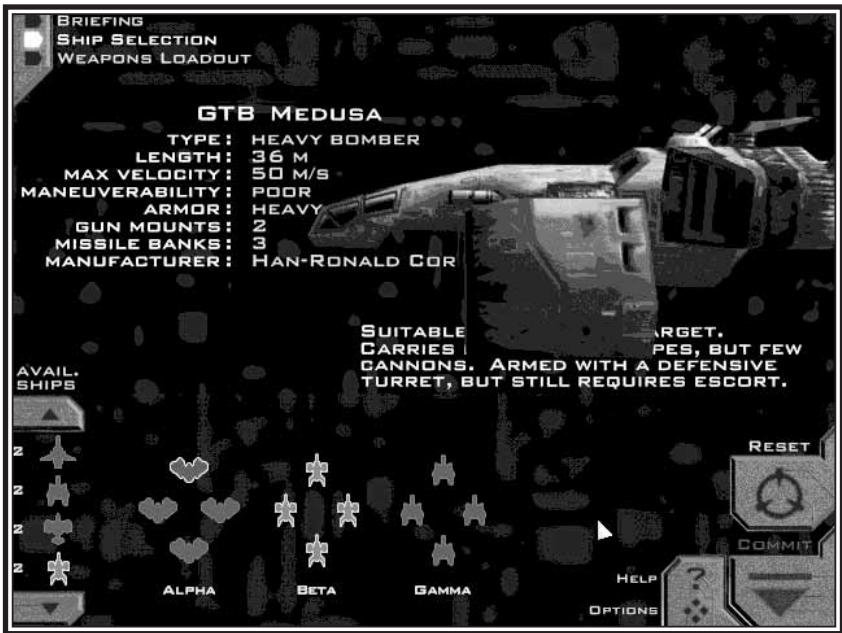 Briefing
Ship Selection
Weapons Loadout
GTB Medusa
Type: Heavy Bomber
Length: 36 m
Max Velocity: 50 m/s
Maneuverability: Poor
Armor: Heavy
Gun Mounts: 2
Missile Banks: 3
Manufacturer: Han-Ronald Cor
Suitable RGET.
Carries PES, but few
cannons. Armed with a defensive
turret, but still requires escort.
Avail.
Ships
2
2
2
2
Alpha
Beta
Gamma
Reset
Commit
Help
?
Options